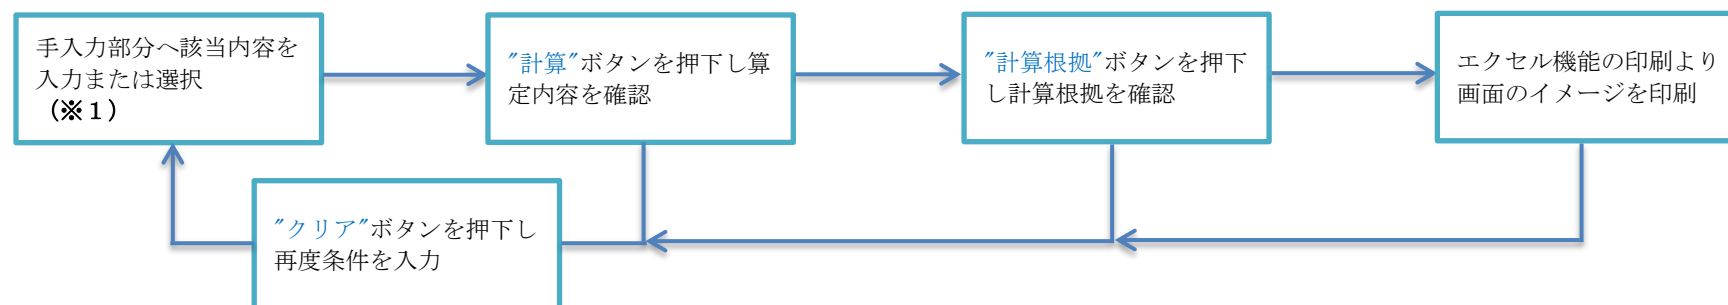 手入力部分へ該当内容を
入力または選択
(※1)
"計算"ボタンを押下し算
定内容を確認
"計算根拠"ボタンを押下
し計算根拠を確認
エクセル機能の印刷より
画面のイメージを印刷
"クリア"ボタンを押下し
再度条件を入力